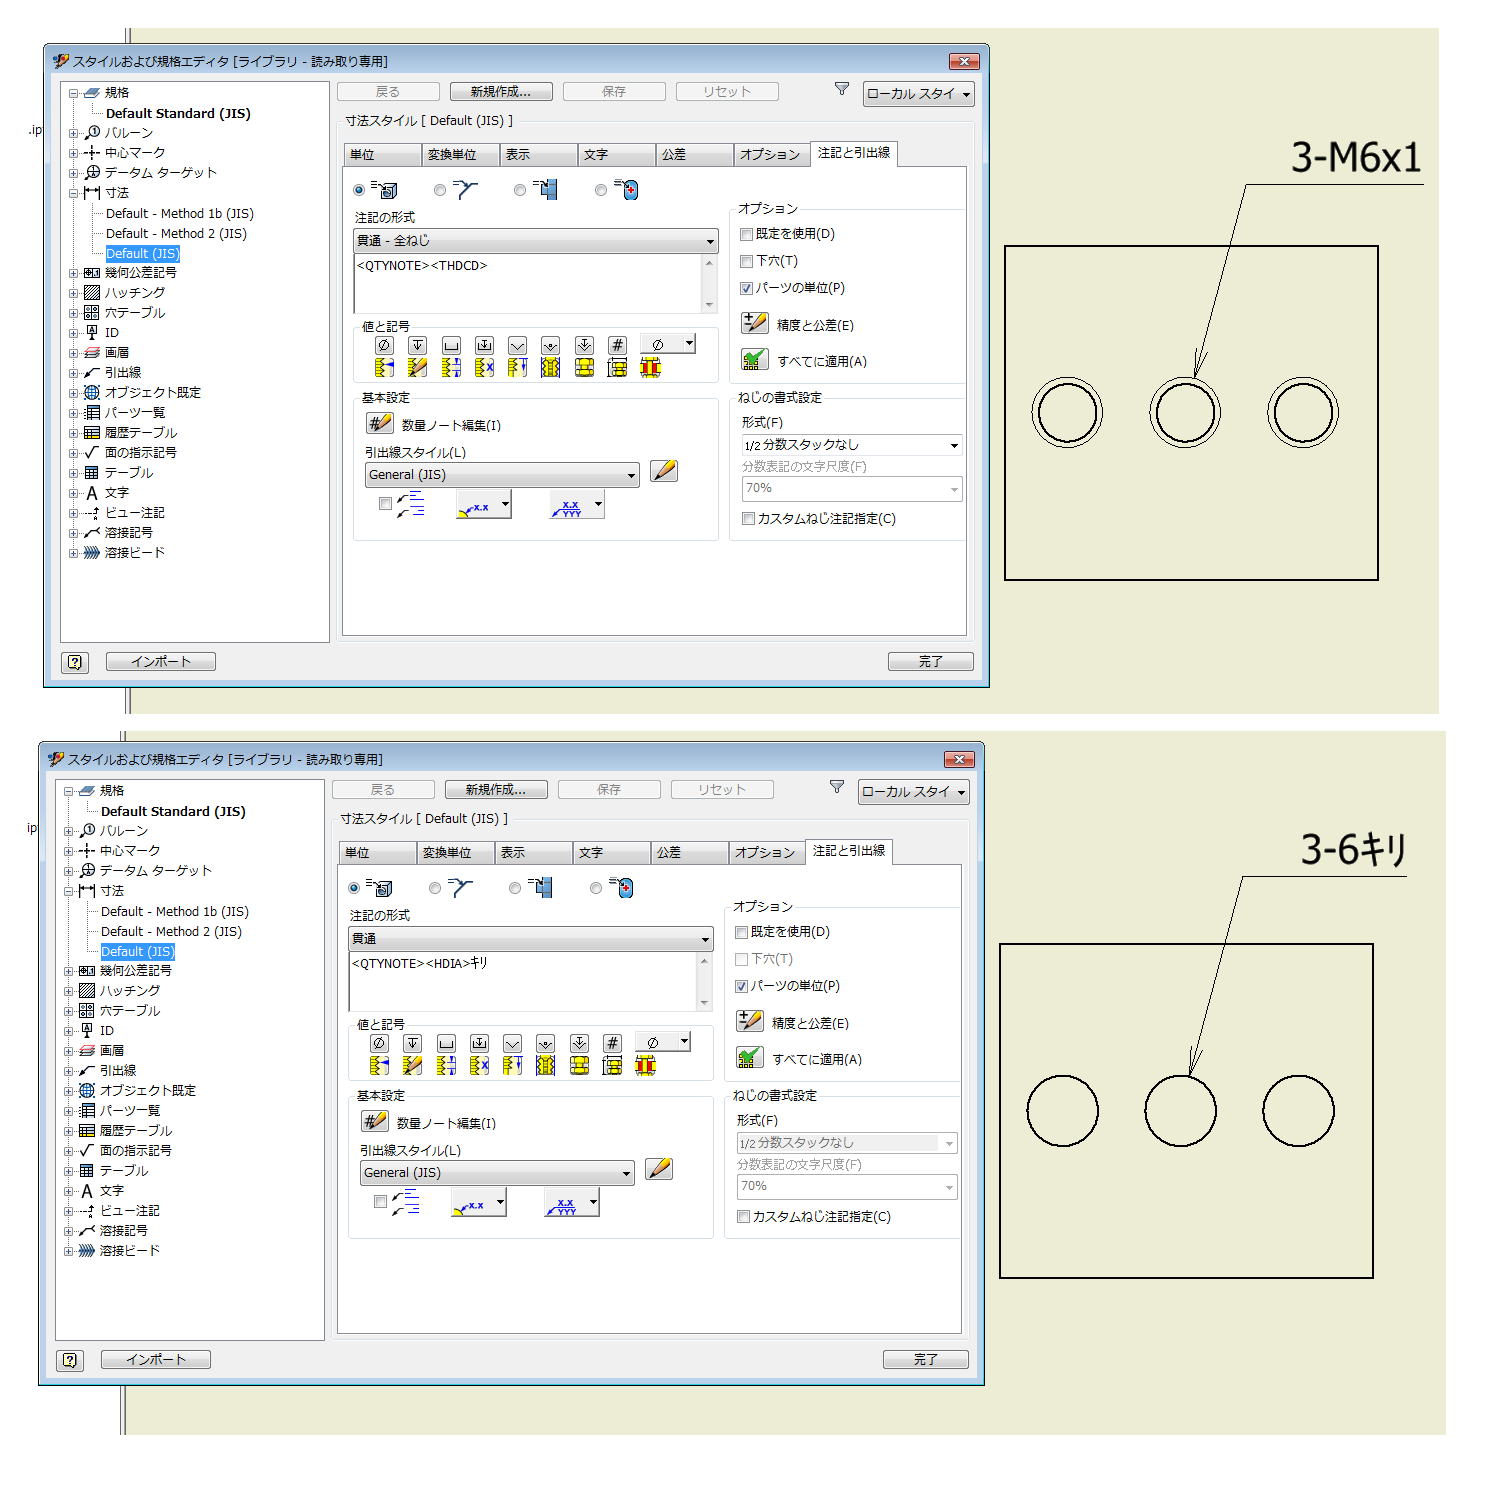 スタイルおよび規格エディタ [ライブラリ - 読み取り専用]
.ip
規格
Default Standard (JIS)
バルーン
中心マーク
データム ターゲット
寸法
Default - Method 1b (JIS)
Default - Method 2 (JIS)
Default (JIS)
幾何公差記号
ハッチング
穴テーブル
ID
画層
引出線
オブジェクト既定
パーツ一覧
履歴テーブル
面の指示記号
テーブル
文字
ビュー注記
溶接記号
溶接ビード
インポート
戻る 新規作成... 保存 リセット ローカル スタイ
寸法スタイル [ Default (JIS) ]
単位 変換単位 表示 文字 公差 オプション 注記と引出線
注記の形式
貫通 - 全ねじ
<QTYNOTE><THDCD>
値と記号
基本設定
数量ノート編集(I)
引出線スタイル(L)
General (JIS)
x.x
x.x
YYY
オプション
既定を使用(D)
下穴(T)
パーツの単位(P)
精度と公差(E)
すべてに適用(A)
ねじの書式設定
形式(F)
1/2 分数スタックなし
分数表記の文字尺度(F)
70%
カスタムねじ注記指定(C)
完了
3-M6x1
スタイルおよび規格エディタ [ライブラリ - 読み取り専用]
ip
規格
Default Standard (JIS)
バルーン
中心マーク
データム ターゲット
寸法
Default - Method 1b (JIS)
Default - Method 2 (JIS)
Default (JIS)
幾何公差記号
ハッチング
穴テーブル
ID
画層
引出線
オブジェクト既定
パーツ一覧
履歴テーブル
面の指示記号
テーブル
文字
ビュー注記
溶接記号
溶接ビード
インポート
戻る 新規作成... 保存 リセット ローカル スタイ
寸法スタイル [ Default (JIS) ]
単位 変換単位 表示 文字 公差 オプション 注記と引出線
注記の形式
貫通
<QTYNOTE><HDIA>キリ
値と記号
基本設定
数量ノート編集(I)
引出線スタイル(L)
General (JIS)
x.x
x.x
YYY
オプション
既定を使用(D)
下穴(T)
パーツの単位(P)
精度と公差(E)
すべてに適用(A)
ねじの書式設定
形式(F)
1/2 分数スタックなし
分数表記の文字尺度(F)
70%
カスタムねじ注記指定(C)
完了
3-6キリ